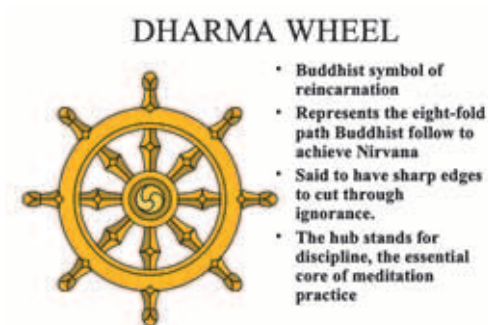 DHARMA WHEEL
• Buddhist symbol of
reincarnation
• Represents the eight-fold
path Buddhist follow to
achieve Nirvana
• Said to have sharp edges
to cut through
ignorance.
• The hub stands for
discipline, the essential
core of meditation
practice